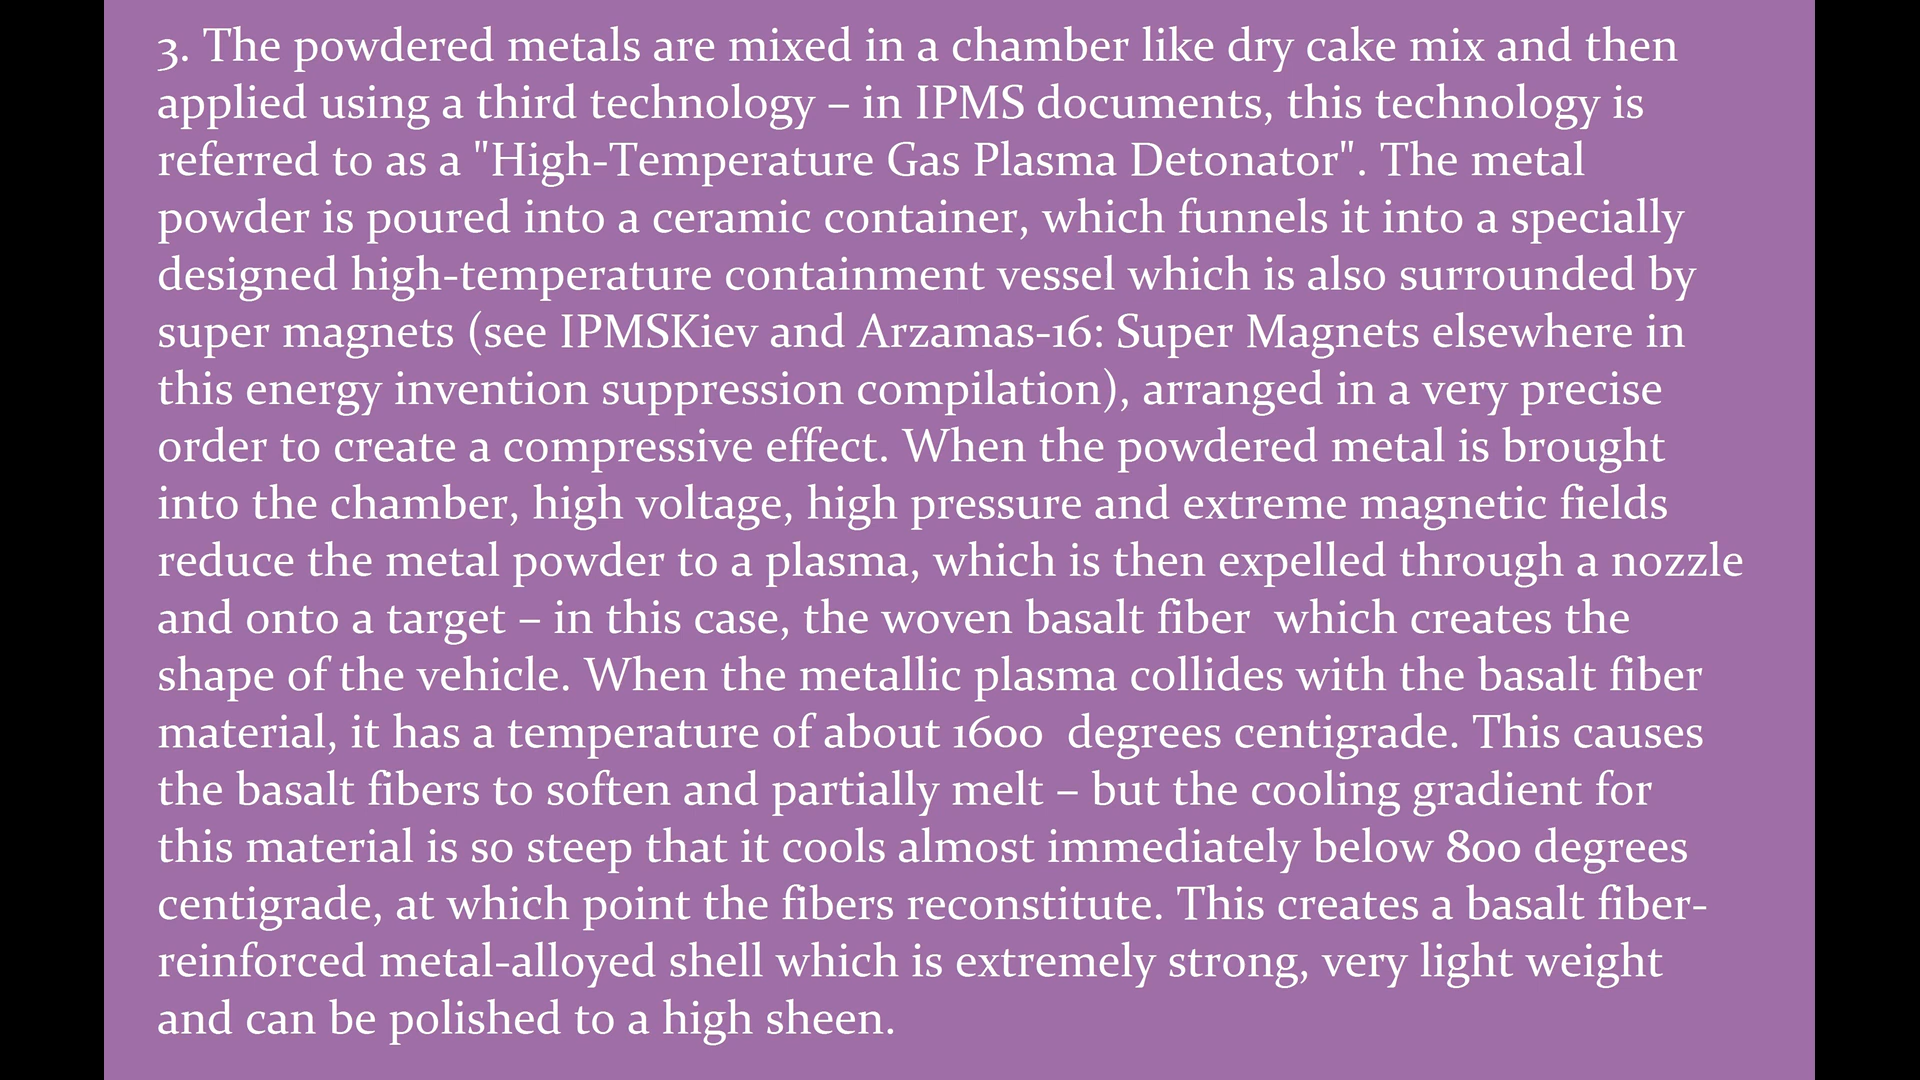 3. The powdered metals are mixed in a chamber like dry cake mix and then
applied using a third technology – in IPMS documents, this technology is
referred to as a "High-Temperature Gas Plasma Detonator". The metal
powder is poured into a ceramic container, which funnels it into a specially
designed high-temperature containment vessel which is also surrounded by
super magnets (see IPMSKiev and Arzamas-16: Super Magnets elsewhere in
this energy invention suppression compilation), arranged in a very precise
order to create a compressive effect. When the powdered metal is brought
into the chamber, high voltage, high pressure and extreme magnetic fields
reduce the metal powder to a plasma, which is then expelled through a nozzle
and onto a target – in this case, the woven basalt fiber  which creates the
shape of the vehicle. When the metallic plasma collides with the basalt fiber
material, it has a temperature of about 1600  degrees centigrade. This causes
the basalt fibers to soften and partially melt – but the cooling gradient for
this material is so steep that it cools almost immediately below 800 degrees
centigrade, at which point the fibers reconstitute. This creates a basalt fiber-
reinforced metal-alloyed shell which is extremely strong, very light weight
and can be polished to a high sheen.